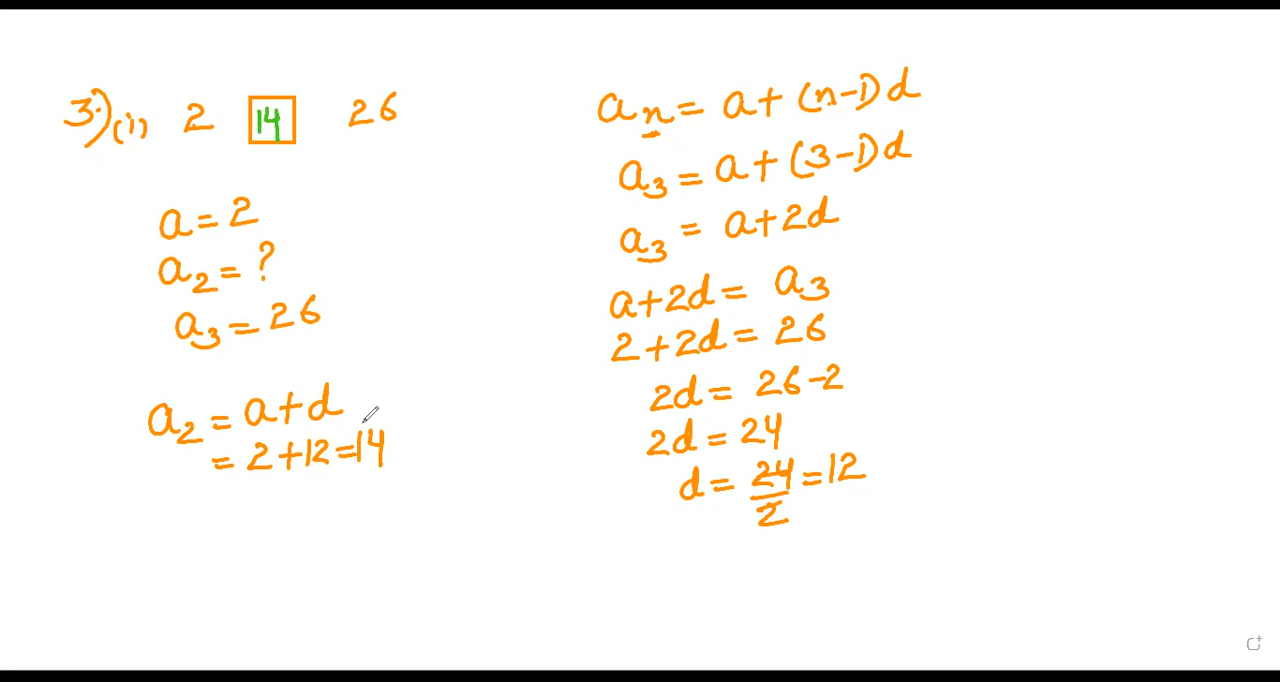 3.)(i) 2 14 26
a = 2
a₂ = ?
a₃ = 26
a₂ = a + d
= 2 + 12 = 14
aₙ = a + (n-1)d
a₃ = a + (3-1)d
a₃ = a + 2d
a + 2d = a₃
2 + 2d = 26
2d = 26 - 2
2d = 24
d = 24/2 = 12